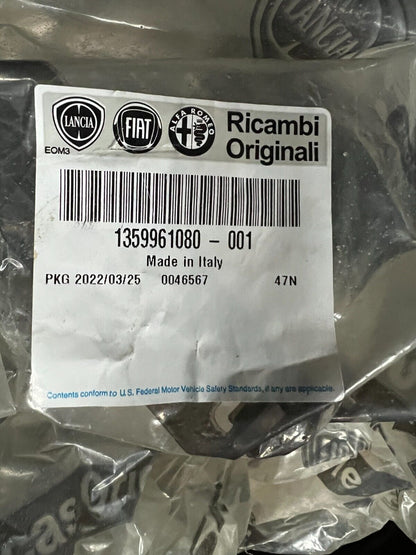 LANCIA
LANCIA FIAT ALFA ROMEO
Ricambi
Originali
EOM3
1359961080 - 001
Made in Italy
PKG 2022/03/25 0046567 47N
Contents conform to U.S. Federal Motor Vehicle Safety Standards, if any are applicable.